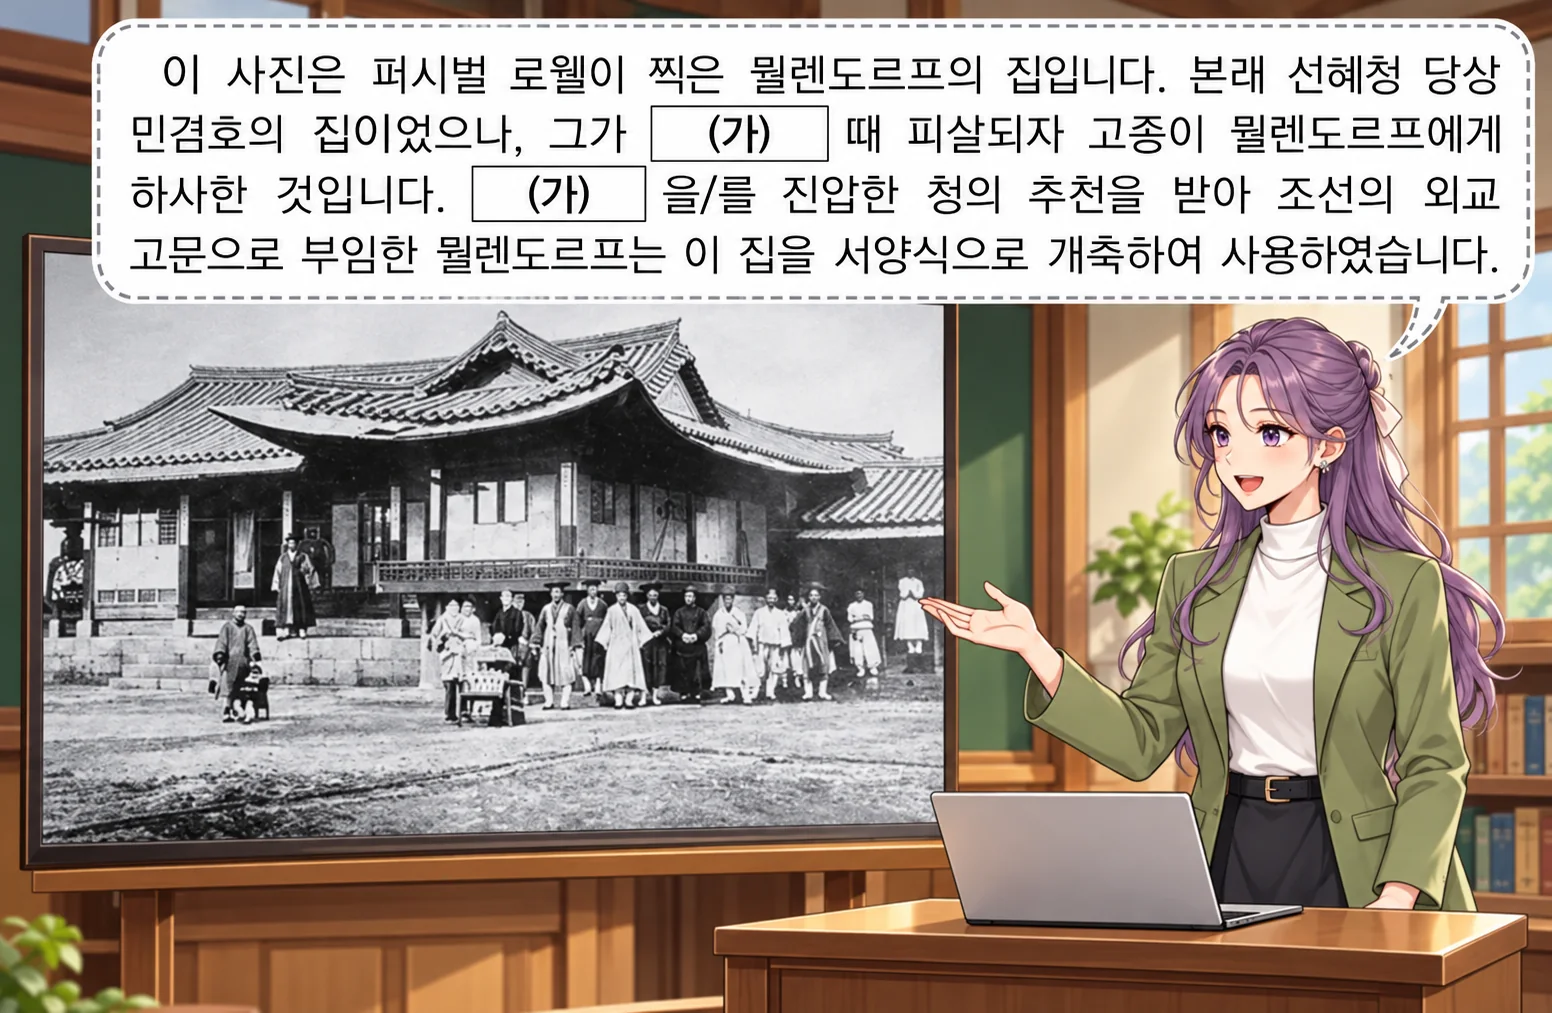 이 사진은 퍼시벌 로웰이 찍은 묄렌도르프의 집입니다. 본래 선혜청 당상
민겸호의 집이었으나, 그가 (가) 때 피살되자 고종이 묄렌도르프에게
하사한 것입니다. (가) 을/를 진압한 청의 추천을 받아 조선의 외교
고문으로 부임한 묄렌도르프는 이 집을 서양식으로 개축하여 사용하였습니다.